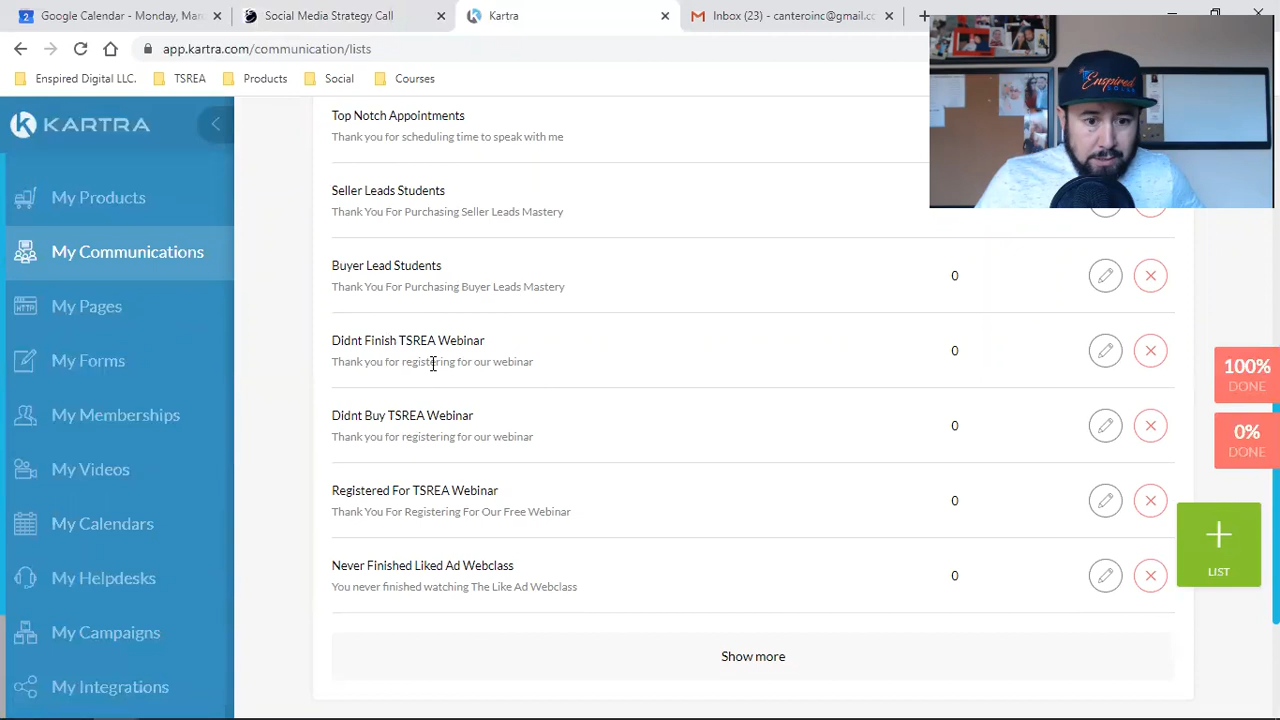 Google Calendar - Monday, Mar
Social Media Strategy Call
Kartra
Inbox (23) - canteroinc@gmail.co
app.kartra.com/communication/lists
Enspired Digital LLC.
TSREA
Products
Social
Courses
KARTRA
My Products
My Communications
My Pages
My Forms
My Memberships
My Videos
My Calendars
My Helpdesks
My Campaigns
My Integrations
Top Notch Appointments
Thank you for scheduling time to speak with me
Seller Leads Students
Thank You For Purchasing Seller Leads Mastery
Buyer Lead Students
Thank You For Purchasing Buyer Leads Mastery
0
Didnt Finish TSREA Webinar
Thank you for registering for our webinar
0
Didnt Buy TSREA Webinar
Thank you for registering for our webinar
0
Registered For TSREA Webinar
Thank You For Registering For Our Free Webinar
0
Never Finished Liked Ad Webclass
You never finished watching The Like Ad Webclass
0
Show more
100%
DONE
0%
DONE
LIST
Enspired